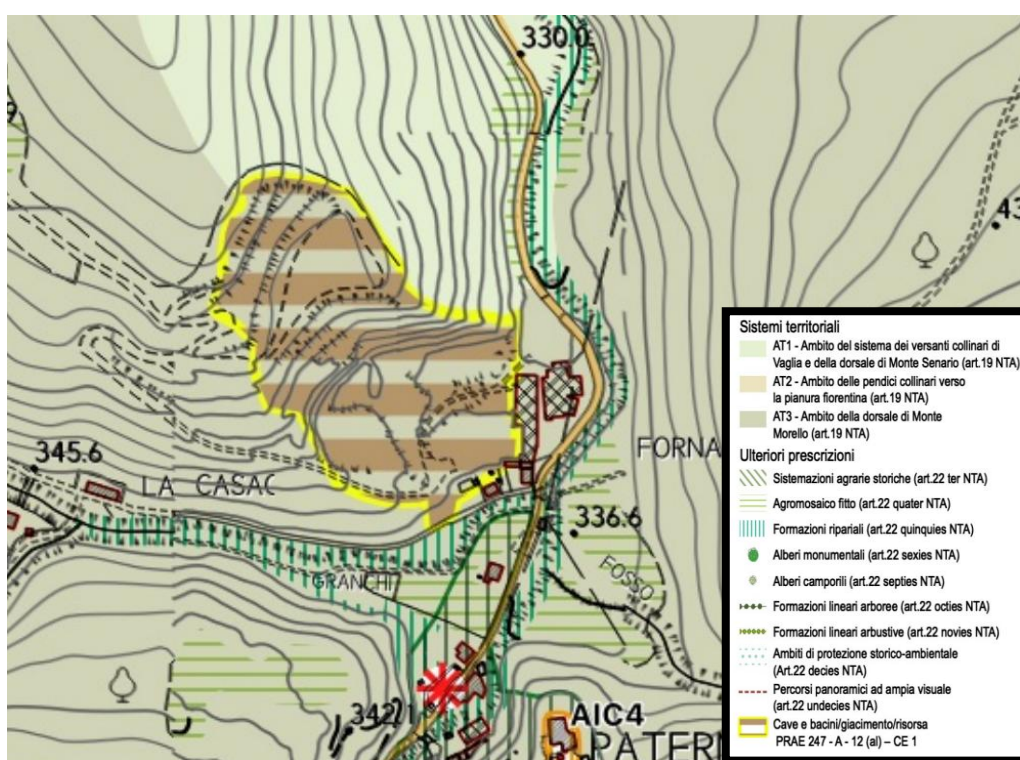 330.0
43
345.6
LA CASAC
FORNA
336.6
GRANCHI
FOSSO
342.1
AIC4
PATER
Sistemi territoriali
AT1 - Ambito del sistema dei versanti collinari di
Vaglia e della dorsale di Monte Senario (art.19 NTA)
AT2 - Ambito delle pendici collinari verso
la pianura fiorentina (art.19 NTA)
AT3 - Ambito della dorsale di Monte
Morello (art.19 NTA)
Ulteriori prescrizioni
Sistemazioni agrarie storiche (art.22 ter NTA)
Agromosaico fitto (art.22 quater NTA)
Formazioni ripariali (art.22 quinquies NTA)
Alberi monumentali (art.22 sexies NTA)
Alberi camporili (art.22 septies NTA)
Formazioni lineari arboree (art.22 octies NTA)
Formazioni lineari arbustive (art.22 novies NTA)
Ambiti di protezione storico-ambientale
(Art.22 decies NTA)
Percorsi panoramici ad ampia visuale
(art.22 undecies NTA)
Cave e bacini/giacimento/risorsa
PRAE 247 - A - 12 (al) – CE 1